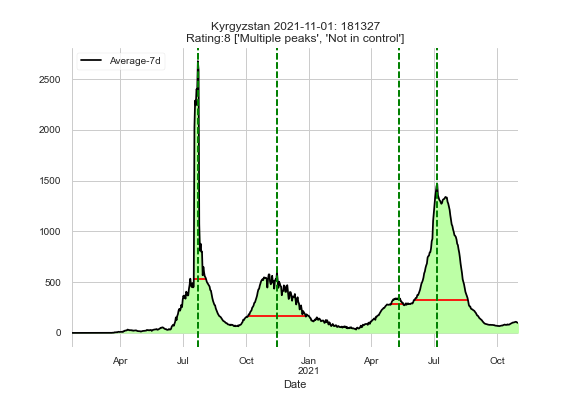 Kyrgyzstan 2021-11-01: 181327
Rating:8 ['Multiple peaks', 'Not in control']
Average-7d
2500
2000
1500
1000
500
0
Apr Jul Oct Jan Apr Jul Oct
2021
Date